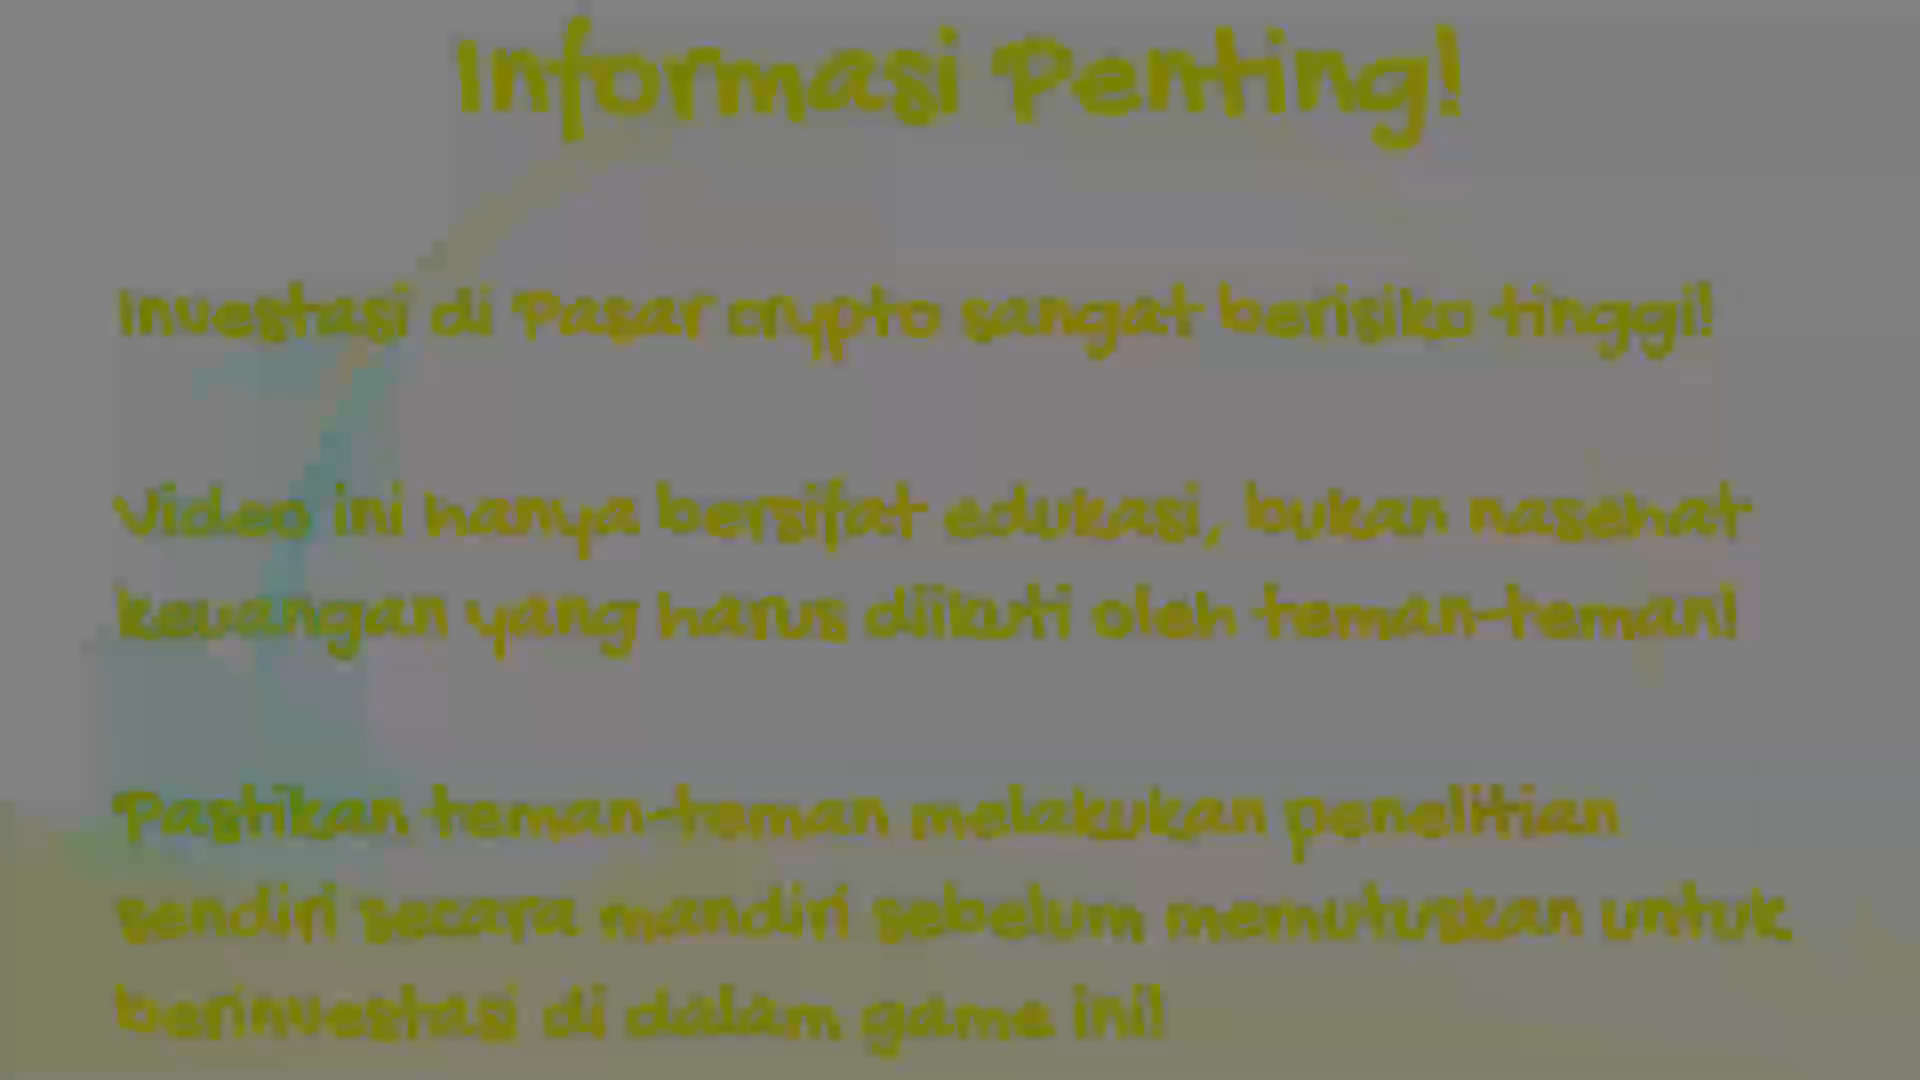 Informasi Penting!
Investasi di Pasar crypto sangat berisiko tinggi!
Video ini hanya bersifat edukasi, bukan nasehat
keuangan yang harus diikuti oleh teman-teman!
Pastikan teman-teman melakukan penelitian
sendiri secara mandiri sebelum memutuskan untuk
berinvestasi di dalam game ini!